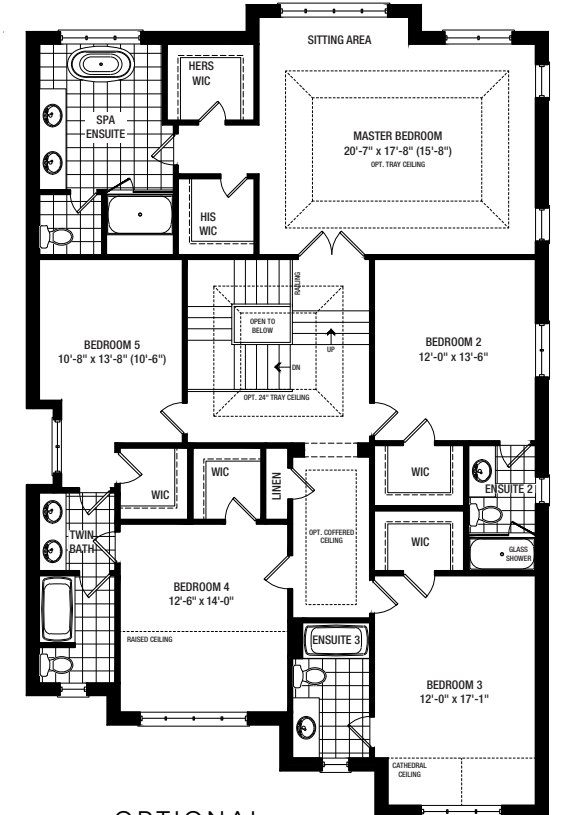 SITTING AREA
HERS
WIC
SPA
ENSUITE
MASTER BEDROOM
20'-7" x 17'-8" (15'-8")
OPT. TRAY CEILING
HIS
WIC
RAILING
OPEN TO
BELOW
UP
DN
OPT. 24" TRAY CEILING
BEDROOM 5
10'-8" x 13'-8" (10'-6")
BEDROOM 2
12'-0" x 13'-6"
WIC
WIC
LINEN
WIC
ENSUITE 2
TWIN
BATH
OPT. COFFERED
CEILING
WIC
GLASS
SHOWER
BEDROOM 4
12'-6" x 14'-0"
RAISED CEILING
ENSUITE 3
BEDROOM 3
12'-0" x 17'-1"
CATHEDRAL
CEILING
OPTIONAL